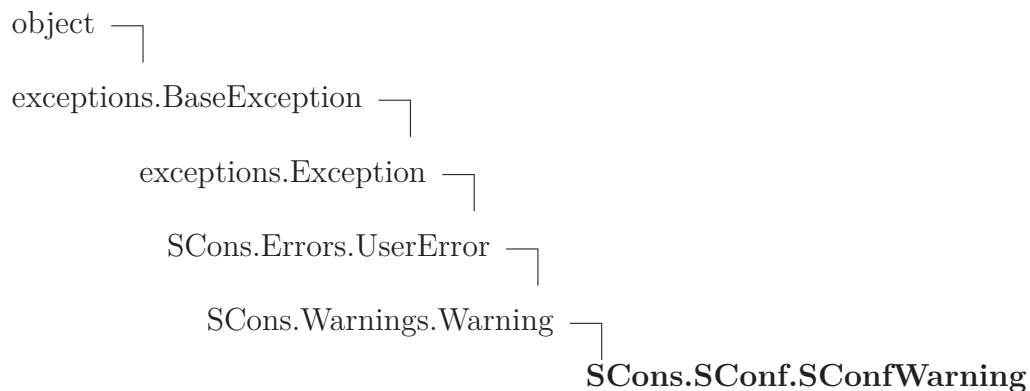 object
exceptions.BaseException
exceptions.Exception
SCons.Errors.UserError
SCons.Warnings.Warning
SCons.SConf.SConfWarning